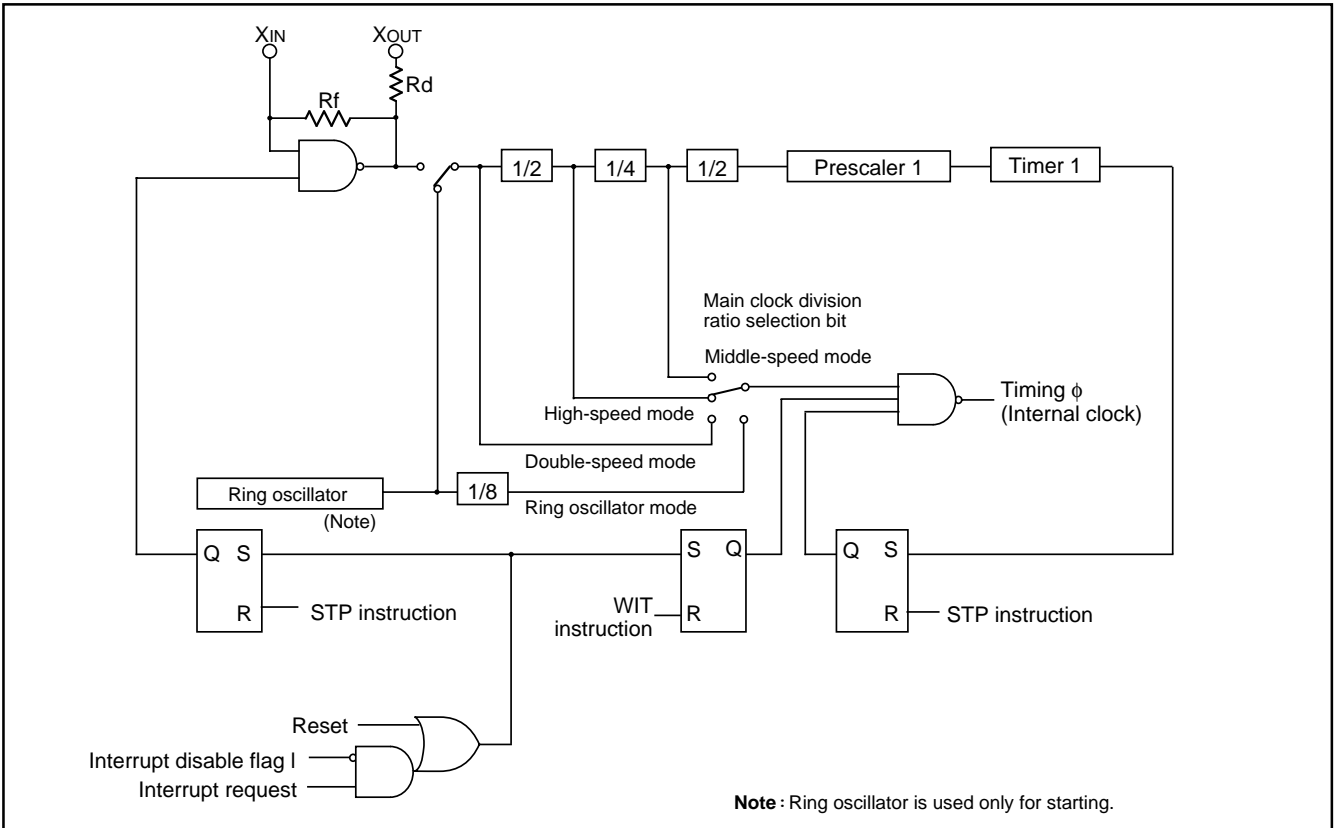 XIN
XOUT
Rd
Rf
1/2
1/4
1/2
Prescaler 1
Timer 1
Main clock division
ratio selection bit
Middle-speed mode
High-speed mode
Timing ϕ
(Internal clock)
Double-speed mode
Ring oscillator
1/8
Ring oscillator mode
(Note)
Q S
S Q
Q S
R
STP instruction
WIT
instruction
R
R
STP instruction
Reset
Interrupt disable flag I
Interrupt request
Note : Ring oscillator is used only for starting.